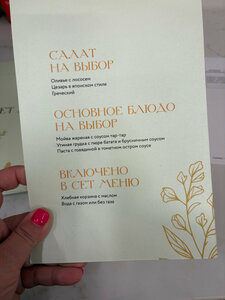 САЛАТ
НА ВЫБОР
Оливье с лососем
Цезарь в японском стиле
Греческий
ОСНОВНОЕ БЛЮДО
НА ВЫБОР
Мойва жареная с соусом тар-тар
Утиная грудка с пюре батата и брусничным соусом
Паста с говядиной в томатном остром соусе
ВКЛЮЧЕНО
В СЕТ МЕНЮ
Хлебная корзина с маслом
Вода с газом или без газа